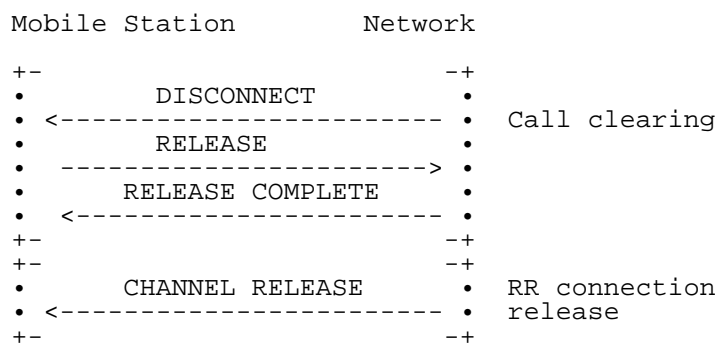 Mobile Station Network
+- -+
• DISCONNECT •
• <------------------------ • Call clearing
• RELEASE •
• -----------------------> •
• RELEASE COMPLETE •
• <----------------------- •
+- -+
+- -+
• CHANNEL RELEASE • RR connection
• <------------------------ • release
+- -+